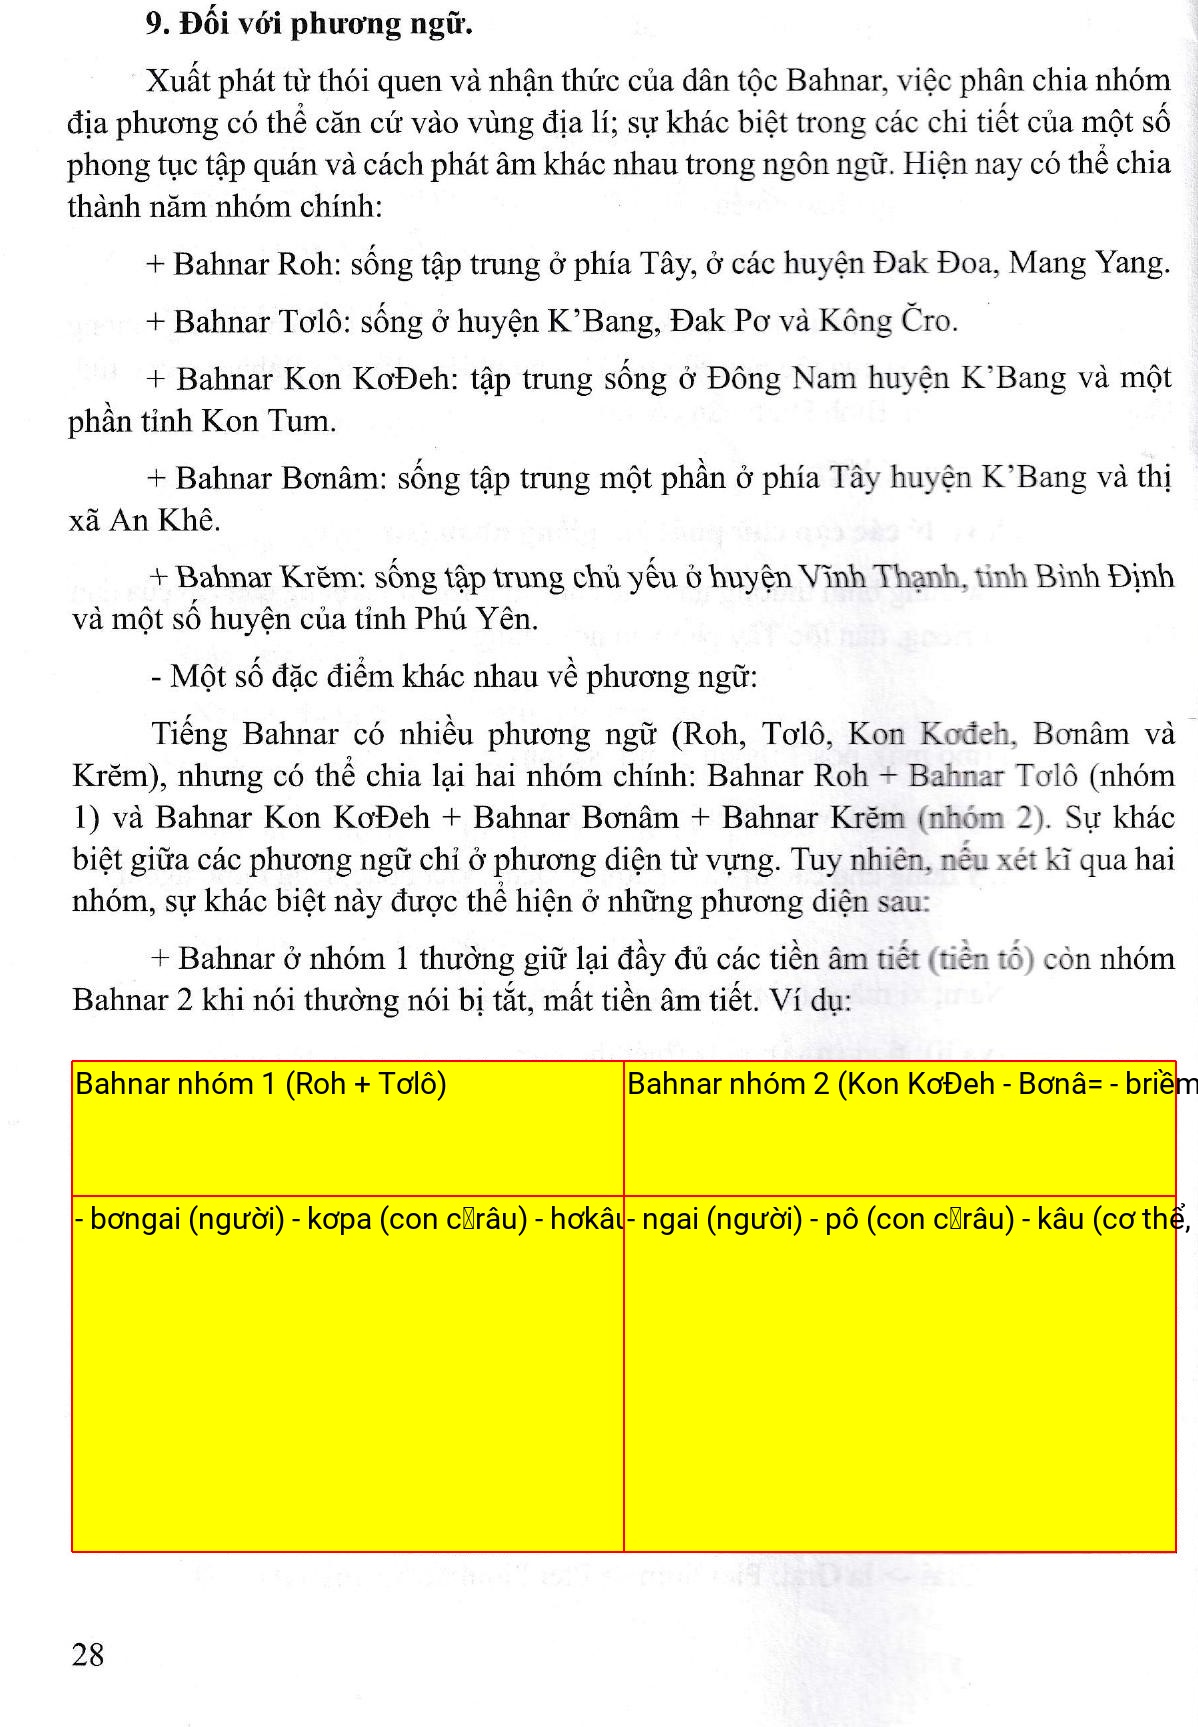 9. Đối với phương ngữ.
Xuất phát từ thói quen và nhận thức của dân tộc Bahnar, việc phân chia nhóm
địa phương có thể căn cứ vào vùng địa lí; sự khác biệt trong các chi tiết của một số
phong tục tập quán và cách phát âm khác nhau trong ngôn ngữ. Hiện nay có thể chia
thành năm nhóm chính:
+ Bahnar Roh: sống tập trung ở phía Tây, ở các huyện Đak Đoa, Mang Yang.
+ Bahnar Tơlô: sống ở huyện K’Bang, Đak Pơ và Kông Čro.
+ Bahnar Kon KơĐeh: tập trung sống ở Đông Nam huyện K’Bang và một
phần tỉnh Kon Tum.
+ Bahnar Bơnâm: sống tập trung một phần ở phía Tây huyện K’Bang và thị
xã An Khê.
+ Bahnar Krĕm: sống tập trung chủ yếu ở huyện Vĩnh Thạnh, tỉnh Bình Định
và một số huyện của tỉnh Phú Yên.
- Một số đặc điểm khác nhau về phương ngữ:
Tiếng Bahnar có nhiều phương ngữ (Roh, Tơlô, Kon Kơđeh, Bơnâm và
Krĕm), nhưng có thể chia lại hai nhóm chính: Bahnar Roh + Bahnar Tơlô (nhóm
1) và Bahnar Kon KơĐeh + Bahnar Bơnâm + Bahnar Krĕm (nhóm 2). Sự khác
biệt giữa các phương ngữ chỉ ở phương diện từ vựng. Tuy nhiên, nếu xét kĩ qua hai
nhóm, sự khác biệt này được thể hiện ở những phương diện sau:
+ Bahnar ở nhóm 1 thường giữ lại đầy đủ các tiền âm tiết (tiền tố) còn nhóm
Bahnar 2 khi nói thường nói bị tắt, mất tiền âm tiết. Ví dụ:
Bahnar nhóm 1 (Roh + Tơlô)
Bahnar nhóm 2 (Kon KơĐeh - Bơnâ= - briềm
- bơngai (người) - kơpa (con c râu) - hơkâu
- ngai (người) - pô (con c râu) - kâu (cơ thể,
28